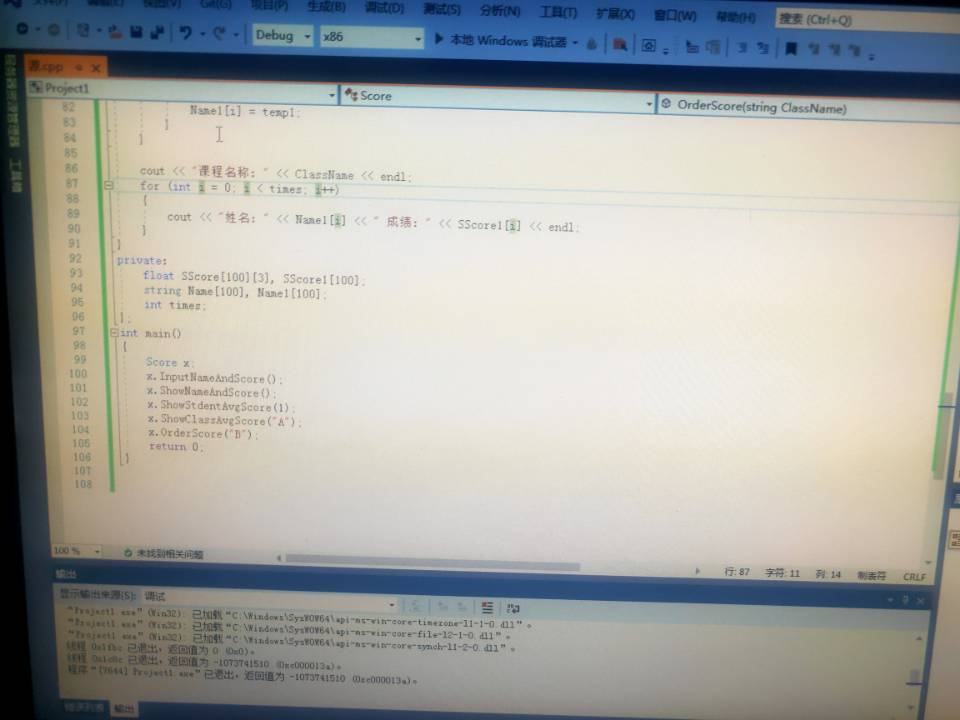 Git(G) 项目(P) 生成(B) 调试(D) 测试(S) 分析(N) 工具(T) 扩展(X) 窗口(W) 帮助(H) 搜索 (Ctrl+Q)
Debug x86 本地 Windows 调试器
源.cpp
Project1 Score OrderScore(string ClassName)
82 Name1[i] = temp1;
83 }
84 }
85
86 cout << "课程名称：" << ClassName << endl;
87 for (int i = 0; i < times; i++)
88 {
89 cout << "姓名：" << Name1[i] << " 成绩：" << SScore1[i] << endl;
90 }
91 }
92 private:
93 float SScore[100][3], SScore1[100];
94 string Name[100], Name1[100];
95 int times;
96 };
97 int main()
98 {
99 Score x;
100 x.InputNameAndScore();
101 x.ShowNameAndScore();
102 x.ShowStdentAvgScore(1);
103 x.ShowClassAvgScore("A");
104 x.OrderScore("B");
105 return 0;
106 }
107
108
100 % 未找到相关问题 行: 87 字符: 11 列: 14 制表符 CRLF
输出
显示输出来源(S): 调试
"Project1.exe" (Win32): 已加载 "C:\Windows\SysWOW64\api-ms-win-core-timezone-l1-1-0.dll"。
"Project1.exe" (Win32): 已加载 "C:\Windows\SysWOW64\api-ms-win-core-file-l2-1-0.dll"。
"Project1.exe" (Win32): 已加载 "C:\Windows\SysWOW64\api-ms-win-core-synch-l1-2-0.dll"。
线程 0x1fbc 已退出，返回值为 0 (0x0)。
线程 0x1c8c 已退出，返回值为 -1073741510 (0xc000013a)。
程序 "[7644] Project1.exe" 已退出，返回值为 -1073741510 (0xc000013a)。
错误列表 输出